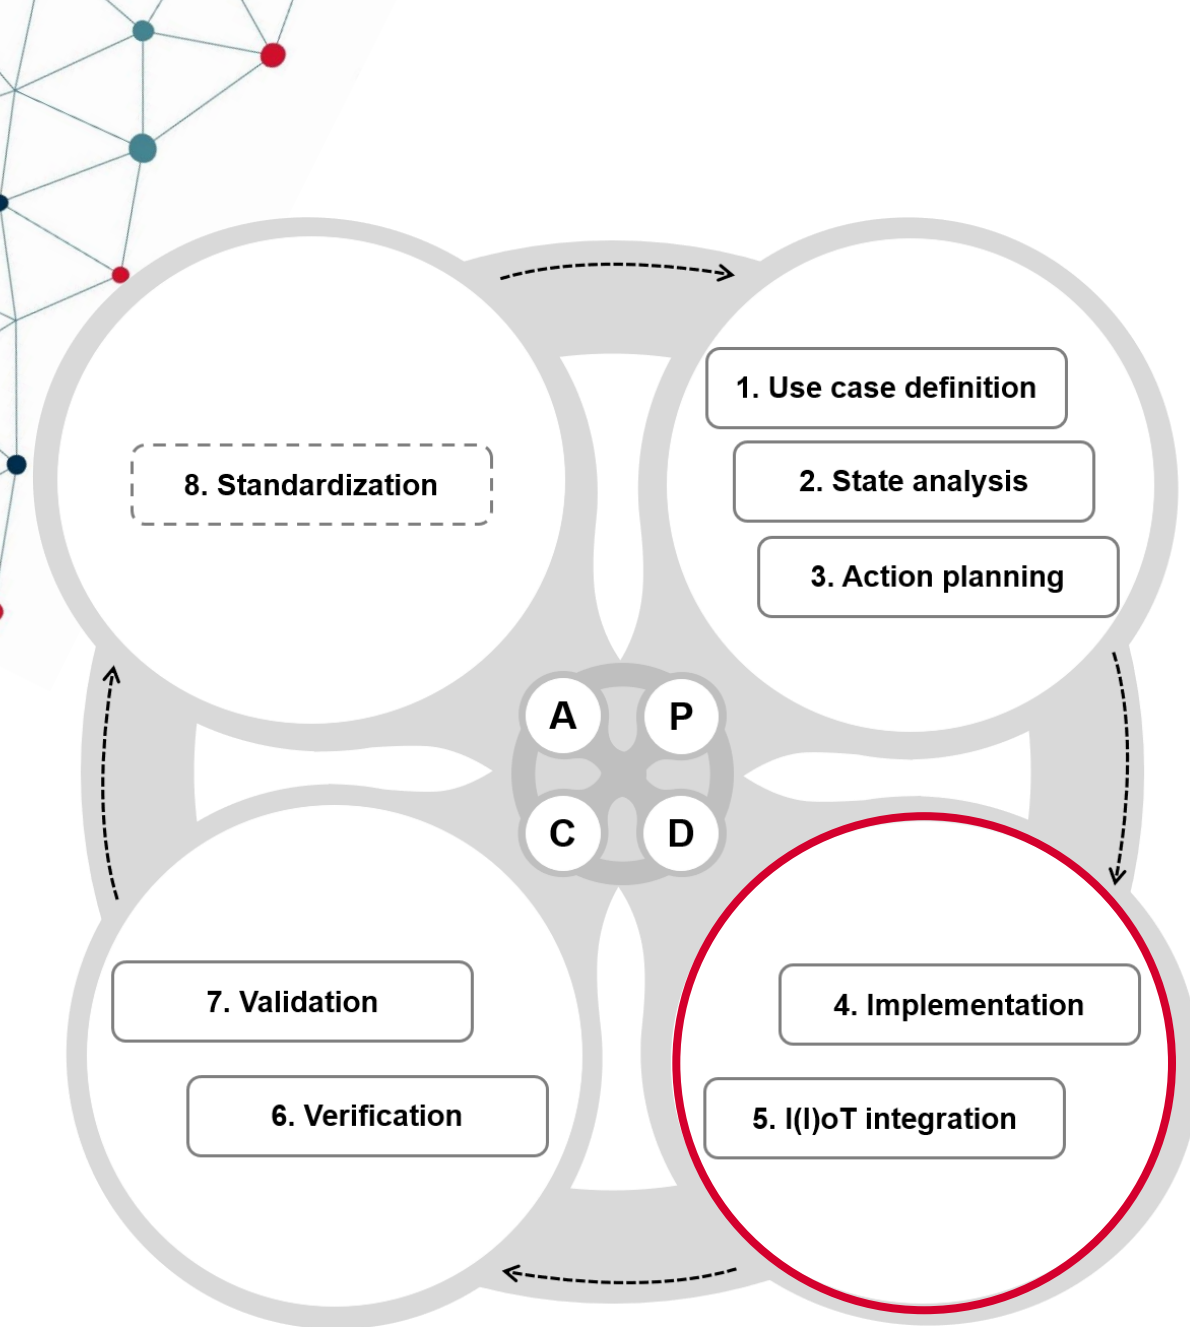 1. Use case definition
2. State analysis
3. Action planning
8. Standardization
A
P
C
D
7. Validation
6. Verification
4. Implementation
5. I(I)oT integration